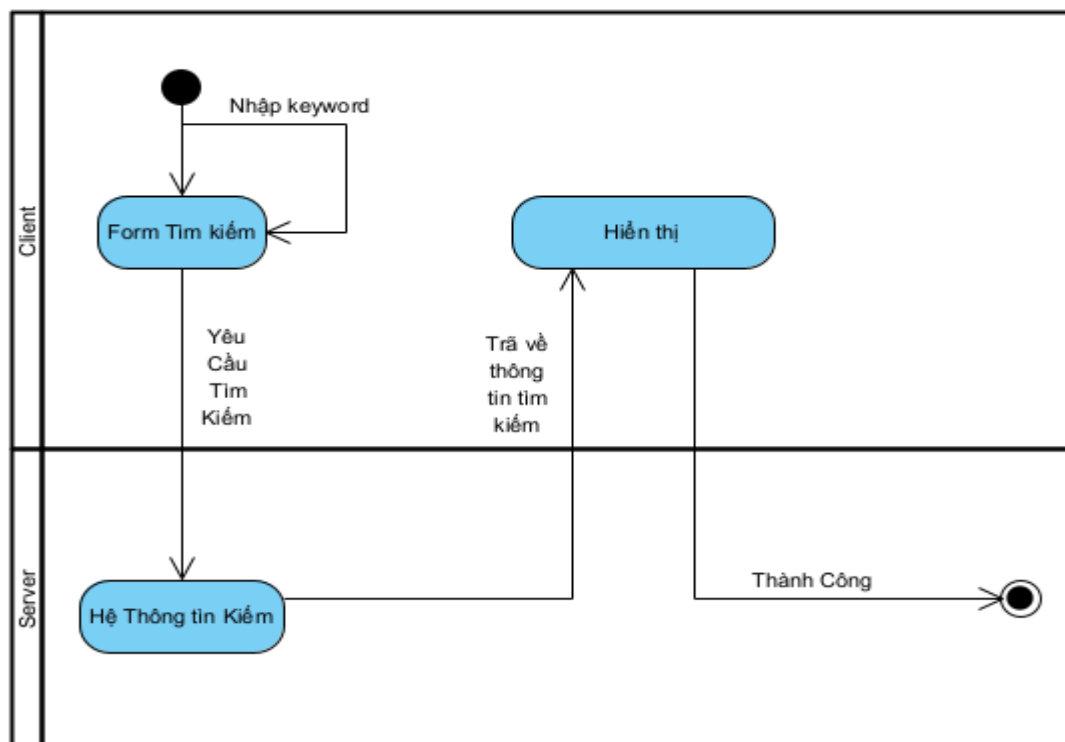 Client
Nhập keyword
Form Tìm kiếm
Hiển thị
Yêu
Cầu
Tìm
Kiếm
Trã về
thông
tin tìm
kiếm
Server
Hệ Thông tìn Kiếm
Thành Công